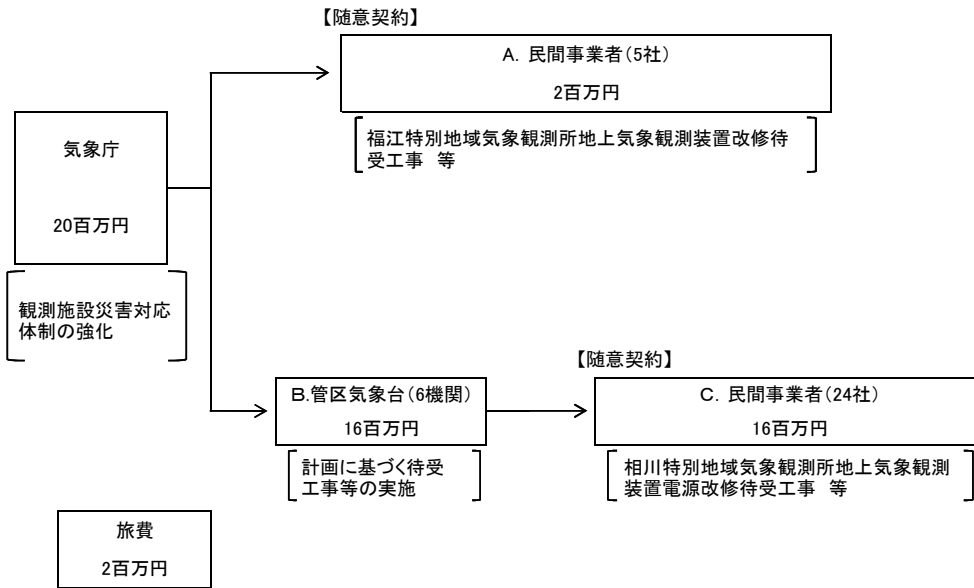 【随意契約】
A. 民間事業者（5社）
2百万円
福江特別地域気象観測所地上気象観測装置改修待
受工事　等
気象庁
20百万円
観測施設災害対応
体制の強化
【随意契約】
B.管区気象台（6機関）
16百万円
計画に基づく待受
工事等の実施
C. 民間事業者（24社）
16百万円
相川特別地域気象観測所地上気象観測
装置電源改修待受工事　等
旅費
2百万円